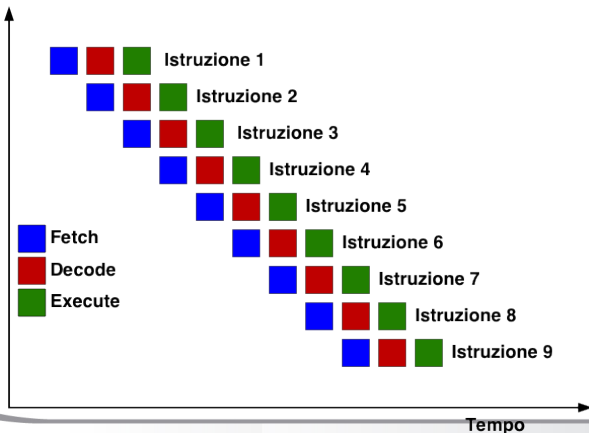 Istruzione 1
Istruzione 2
Istruzione 3
Istruzione 4
Istruzione 5
Istruzione 6
Istruzione 7
Istruzione 8
Istruzione 9
Fetch
Decode
Execute
Tempo